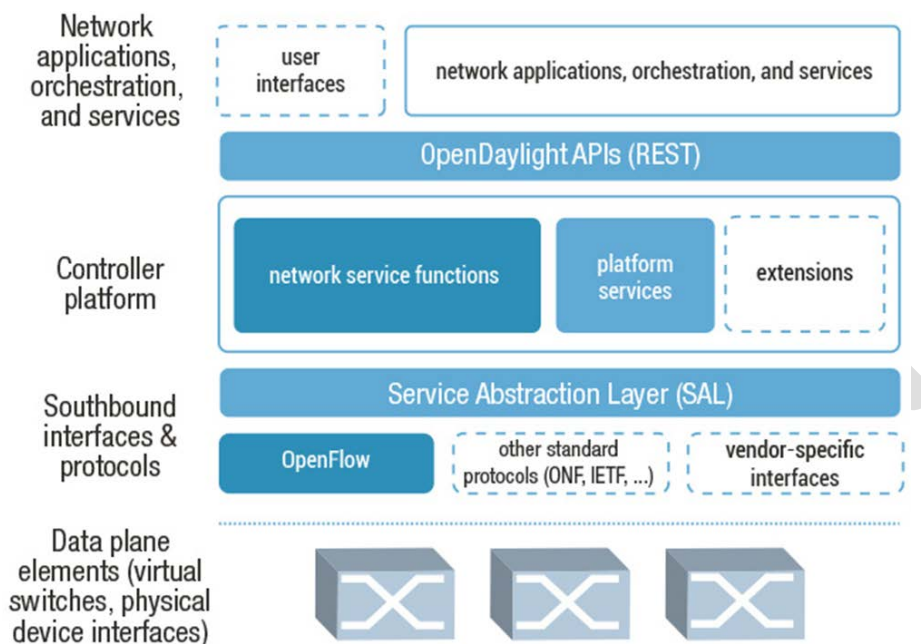 Network
applications,
orchestration,
and services
user
interfaces
network applications, orchestration, and services
OpenDaylight APIs (REST)
Controller
platform
network service functions
platform
services
extensions
Southbound
interfaces &
protocols
Service Abstraction Layer (SAL)
OpenFlow
other standard
protocols (ONF, IETF, ...)
vendor-specific
interfaces
Data plane
elements (virtual
switches, physical
device interfaces)